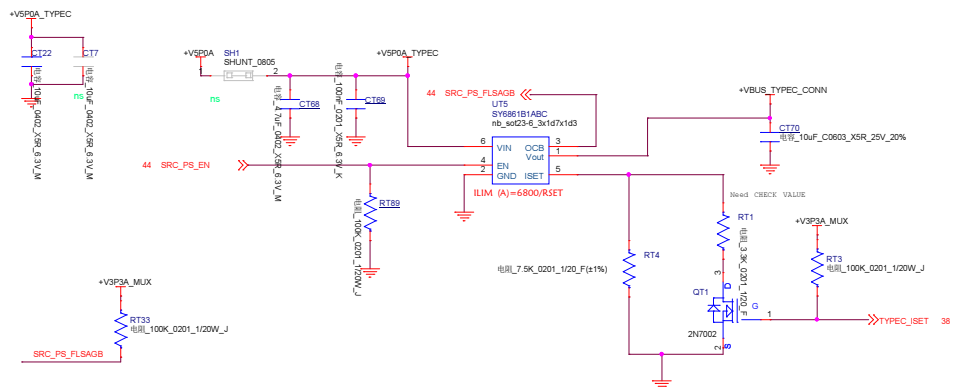 +V5P0A_TYPEC
CT22
CT7
电容_10uF_0402_X5R_6.3V_M
电容_10uF_0402_X5R_6.3V_M
ns
+V5P0A
SH1
SHUNT_0805
1
2
ns
+V5P0A_TYPEC
CT68
电容_4.7uF_0402_X5R_6.3V_M
CT69
电容_100nF_0201_X5R_6.3V_K
44 SRC_PS_FLSAGB
UT5
SY6861B1ABC
nb_sot23-6_3x1d7x1d3
6 VIN
OCB 3
Vout 1
4 EN
2 GND
ISET 5
ILIM (A)=6800/RSET
44 SRC_PS_EN
RT89
电阻_100K_0201_1/20W_J
+VBUS_TYPEC_CONN
CT70
电容_10uF_C0603_X5R_25V_20%
Need CHECK VALUE
RT1
电阻_3.3K_0201_1/20_F
RT4
电阻_7.5K_0201_1/20_F(±1%)
+V3P3A_MUX
RT3
电阻_100K_0201_1/20W_J
3
D
QT1
G
1
2N7002
2
S
TYPEC_ISET 38
+V3P3A_MUX
RT33
电阻_100K_0201_1/20W_J
SRC_PS_FLSAGB